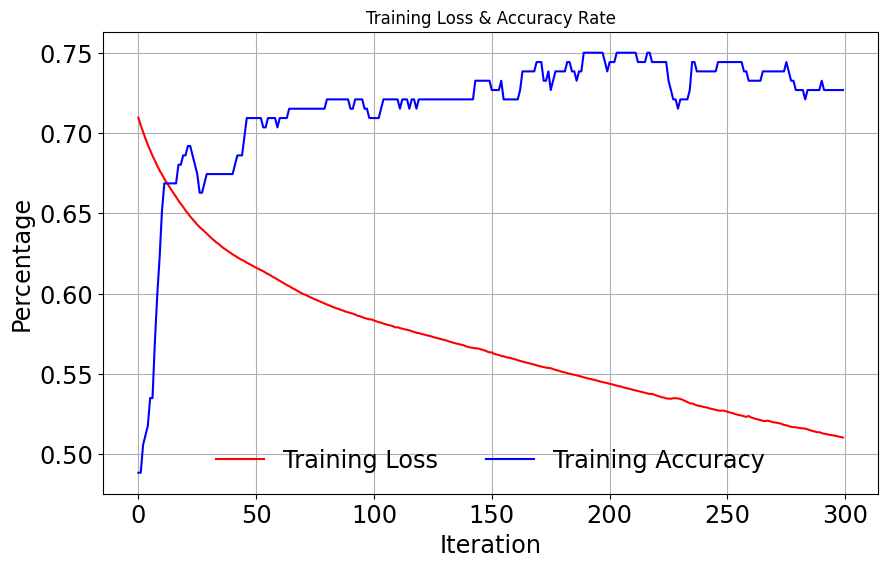 Training Loss & Accuracy Rate
0.75
0.70
0.65
0.60
0.55
0.50
Percentage
Training Loss Training Accuracy
0 50 100 150 200 250 300
Iteration